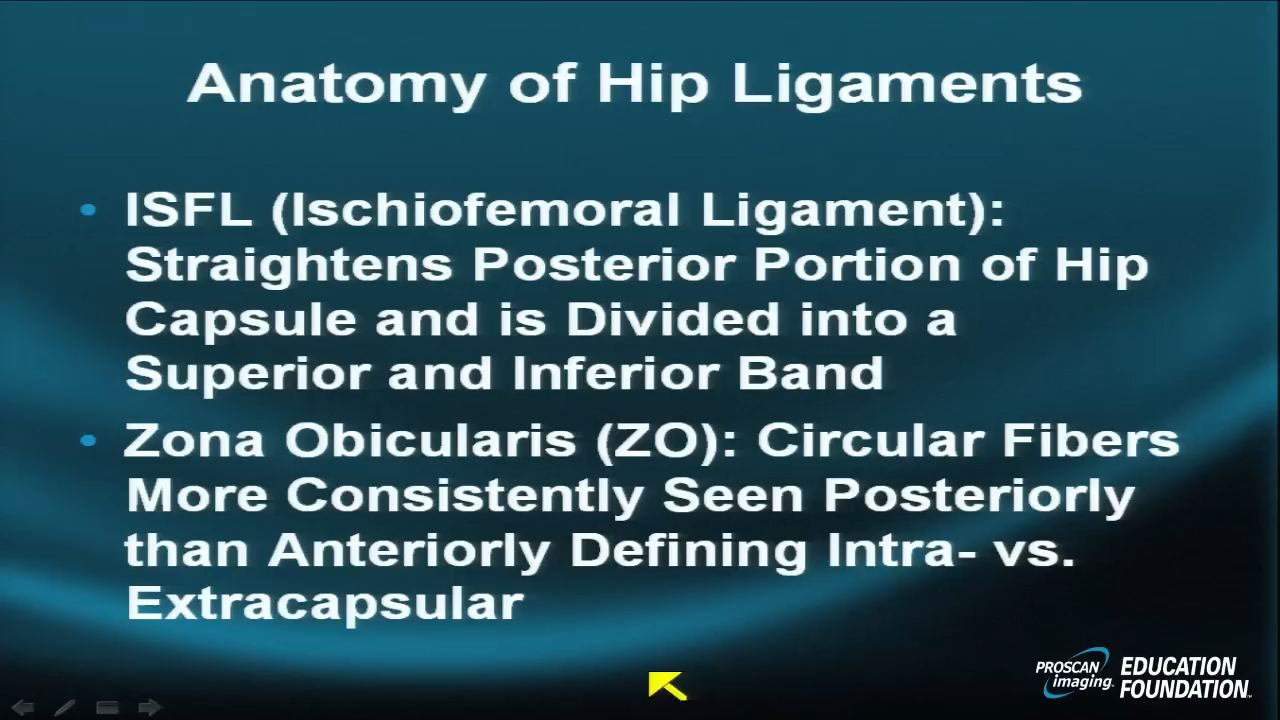 Anatomy of Hip Ligaments
• ISFL (Ischiofemoral Ligament):
Straightens Posterior Portion of Hip
Capsule and is Divided into a
Superior and Inferior Band
• Zona Obicularis (ZO): Circular Fibers
More Consistently Seen Posteriorly
than Anteriorly Defining Intra- vs.
Extracapsular
PROSCAN
imaging
EDUCATION
FOUNDATION